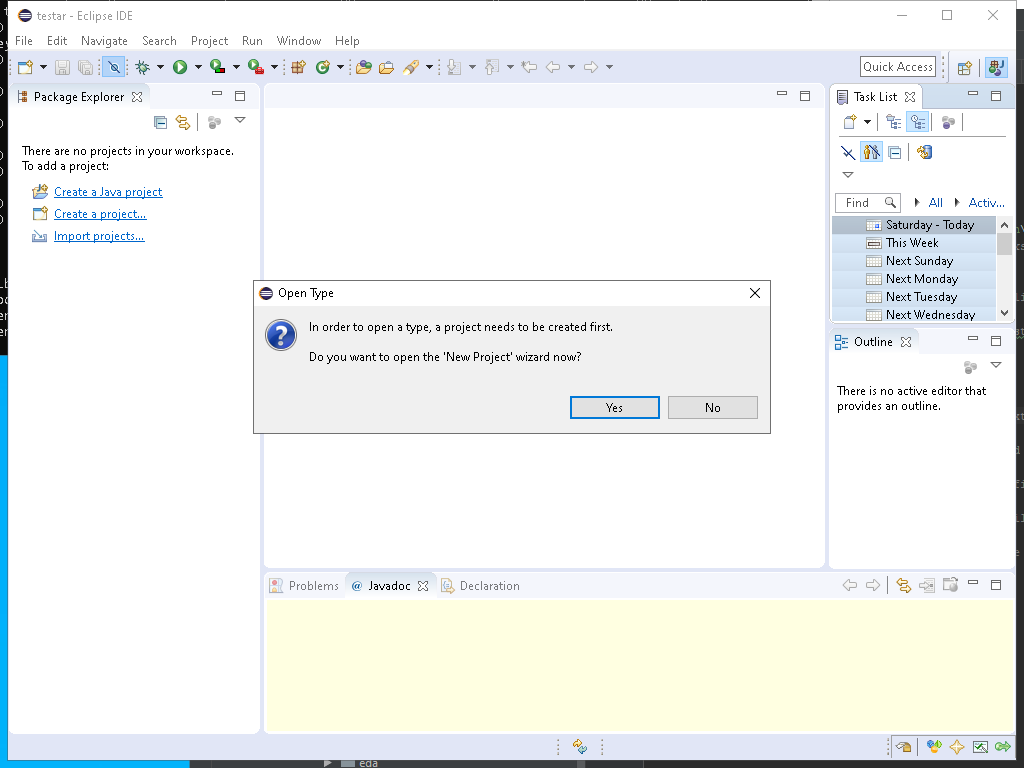 testar - Eclipse IDE
File Edit Navigate Search Project Run Window Help
Quick Access
Package Explorer
There are no projects in your workspace.
To add a project:
Create a Java project
Create a project...
Import projects...
Task List
Find
All
Activ...
Saturday - Today
This Week
Next Sunday
Next Monday
Next Tuesday
Next Wednesday
Open Type
In order to open a type, a project needs to be created first.
Do you want to open the 'New Project' wizard now?
Yes
No
Outline
There is no active editor that
provides an outline.
Problems
@ Javadoc
Declaration
eda